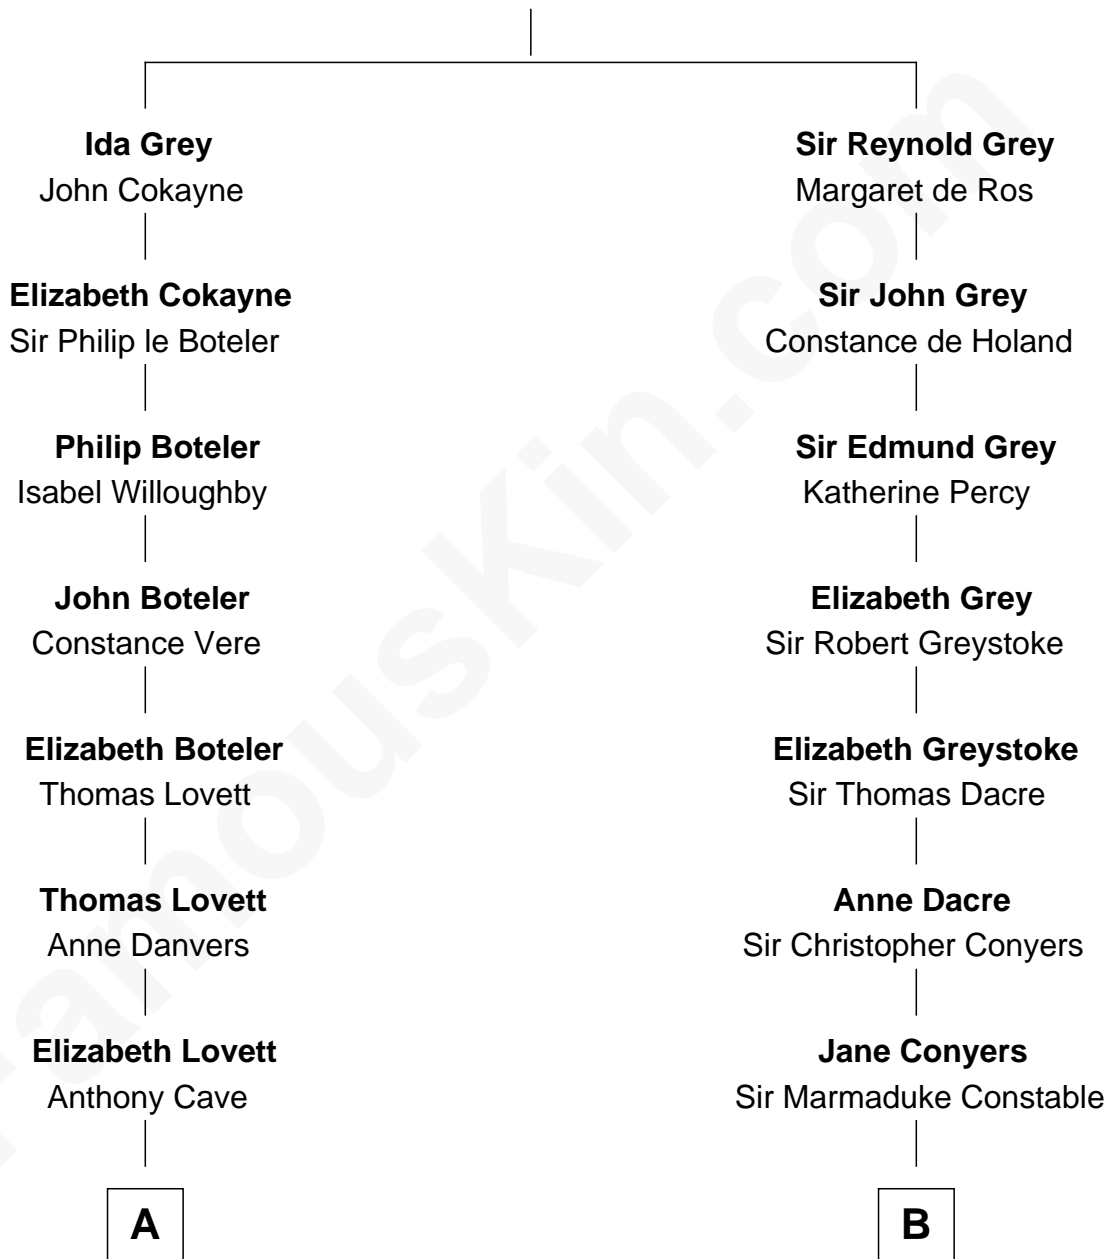 Ida Grey
John Cokayne
Elizabeth Cokayne
Sir Philip le Boteler
Philip Boteler
Isabel Willoughby
John Boteler
Constance Vere
Elizabeth Boteler
Thomas Lovett
Thomas Lovett
Anne Danvers
Elizabeth Lovett
Anthony Cave
A
Sir Reynold Grey
Margaret de Ros
Sir John Grey
Constance de Holand
Sir Edmund Grey
Katherine Percy
Elizabeth Grey
Sir Robert Greystoke
Elizabeth Greystoke
Sir Thomas Dacre
Anne Dacre
Sir Christopher Conyers
Jane Conyers
Sir Marmaduke Constable
B
FamousKin.com